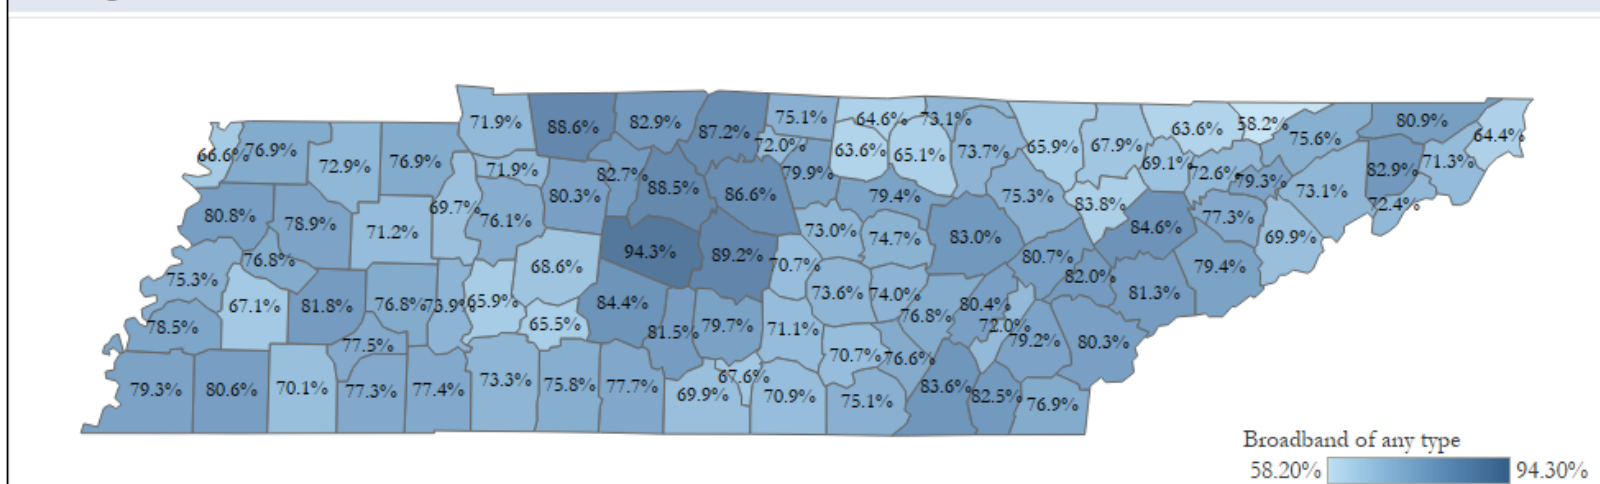 71.9% 88.6% 82.9% 87.2% 75.1% 64.6% 73.1% 63.6% 58.2% 80.9%
66.6% 76.9% 72.9% 76.9% 71.9% 72.0% 63.6% 65.1% 73.7% 65.9% 67.9% 69.1% 75.6% 64.4%
82.7% 88.5% 86.6% 79.9% 72.6% 79.3% 82.9% 71.3%
80.8% 78.9% 71.2% 69.7% 76.1% 80.3% 79.4% 75.3% 83.8% 77.3% 73.1% 72.4%
94.3% 89.2% 73.0% 74.7% 83.0% 84.6% 69.9%
75.3% 76.8% 68.6% 70.7% 80.7% 82.0% 79.4%
67.1% 81.8% 76.8% 73.9% 65.9% 84.4% 73.6% 74.0% 80.4% 81.3%
78.5% 77.5% 65.5% 81.5% 79.7% 71.1% 76.8% 72.0% 79.2% 80.3%
70.7% 76.6%
79.3% 80.6% 70.1% 77.3% 77.4% 73.3% 75.8% 77.7% 69.9% 67.6% 70.9% 75.1% 83.6% 82.5% 76.9%
Broadband of any type
58.20% 94.30%